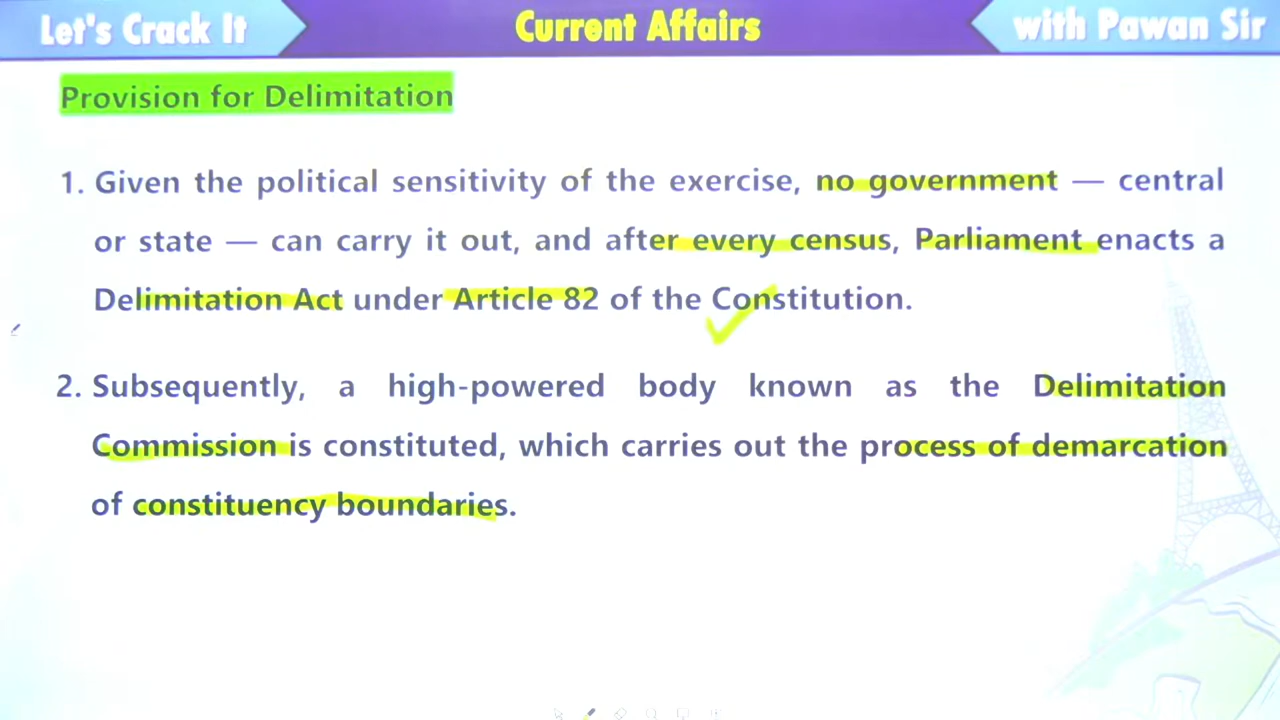 Let's Crack It
Current Affairs
with Pawan Sir
Provision for Delimitation
1. Given the political sensitivity of the exercise, no government — central
or state — can carry it out, and after every census, Parliament enacts a
Delimitation Act under Article 82 of the Constitution.
2. Subsequently, a high-powered body known as the Delimitation
Commission is constituted, which carries out the process of demarcation
of constituency boundaries.